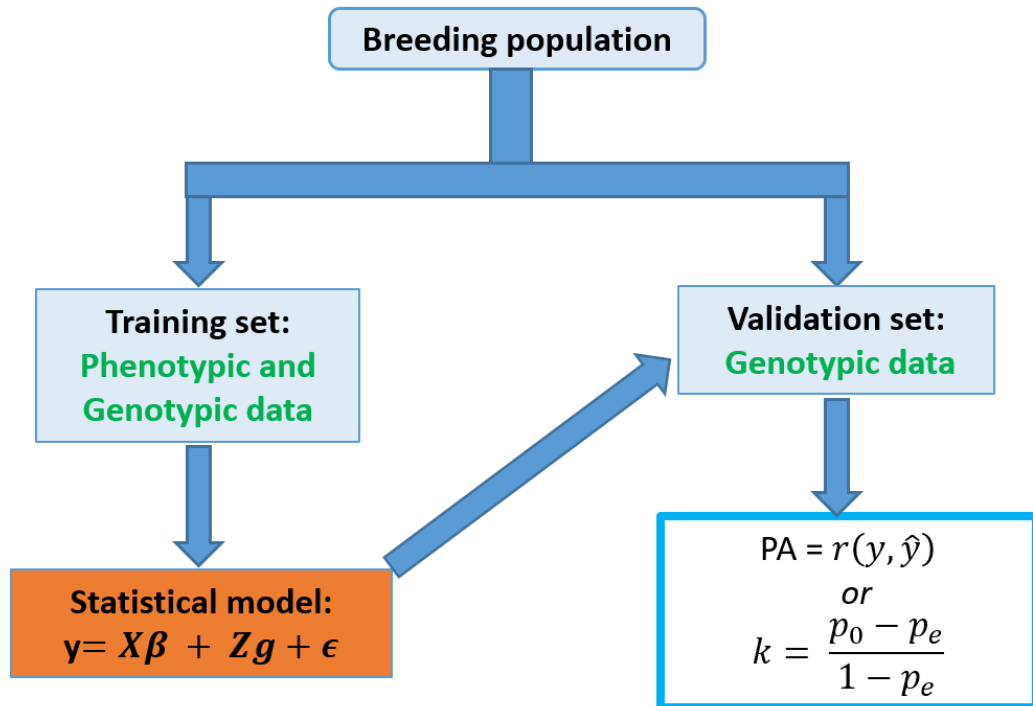 Breeding population
Training set:
Phenotypic and
Genotypic data
Validation set:
Genotypic data
Statistical model:
y= Xβ + Zg + ϵ
PA = r(y, ŷ)
or
k = (p₀ − pₑ) / (1 − pₑ)